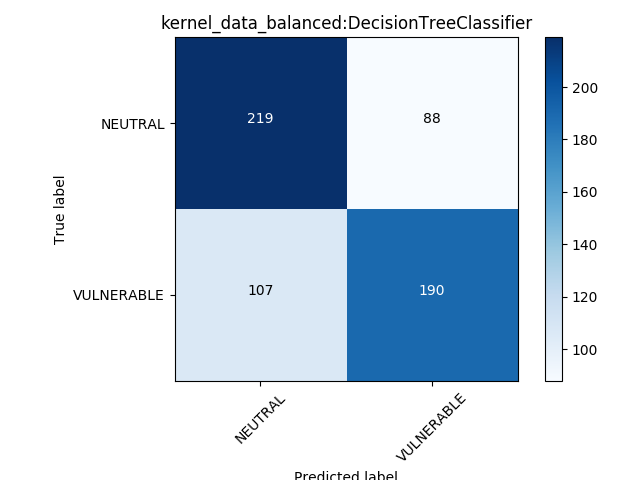 kernel_data_balanced:DecisionTreeClassifier
True label
NEUTRAL
219
88
VULNERABLE
107
190
NEUTRAL
VULNERABLE
Predicted label
200
180
160
140
120
100